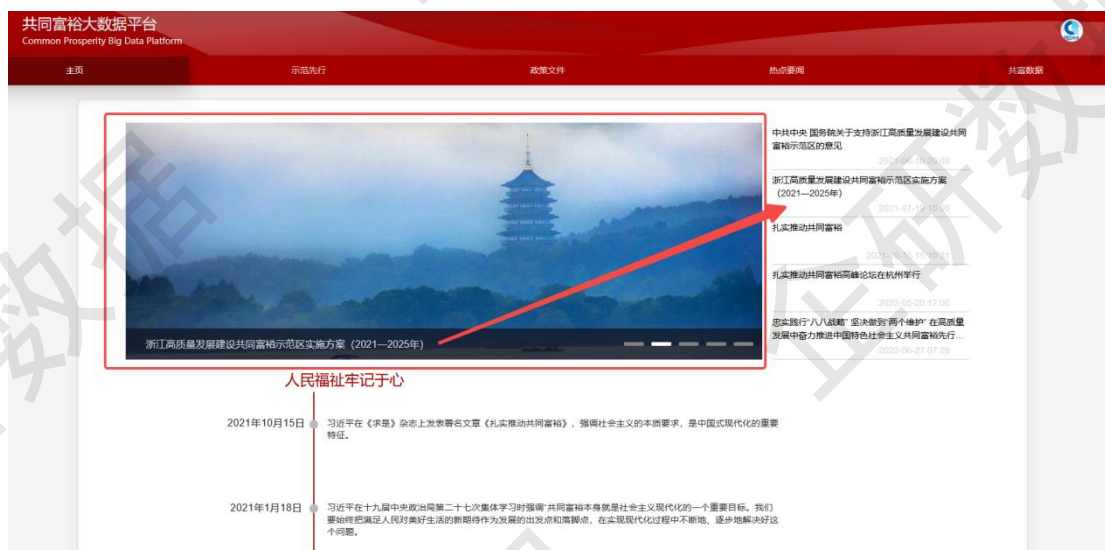 共同富裕大数据平台
Common Prosperity Big Data Platform
主页
示范先行
政策文件
热点要闻
共富数据
中共中央 国务院关于支持浙江高质量发展建设共同
富裕示范区的意见
浙江高质量发展建设共同富裕示范区实施方案
（2021—2025年）
扎实推动共同富裕
扎实推动共同富裕高峰论坛在杭州举行
2022-05-20 17:00
忠实践行“八八战略” 坚决做到“两个维护” 在高质量
发展中奋力推进中国特色社会主义共同富裕先行...
2022-06-27 07:20
浙江高质量发展建设共同富裕示范区实施方案（2021—2025年）
人民福祉牢记于心
2021年10月15日
习近平在《求是》杂志上发表署名文章《扎实推动共同富裕》，强调社会主义的本质要求，是中国式现代化的重要
特征。
2021年1月18日
习近平在十九届中央政治局第二十七次集体学习时强调“共同富裕本身就是社会主义现代化的一个重要目标。我们
要始终把满足人民对美好生活的新期待作为发展的出发点和落脚点，在实现现代化过程中不断地、逐步地解决好这
个问题。
数据
企研数据